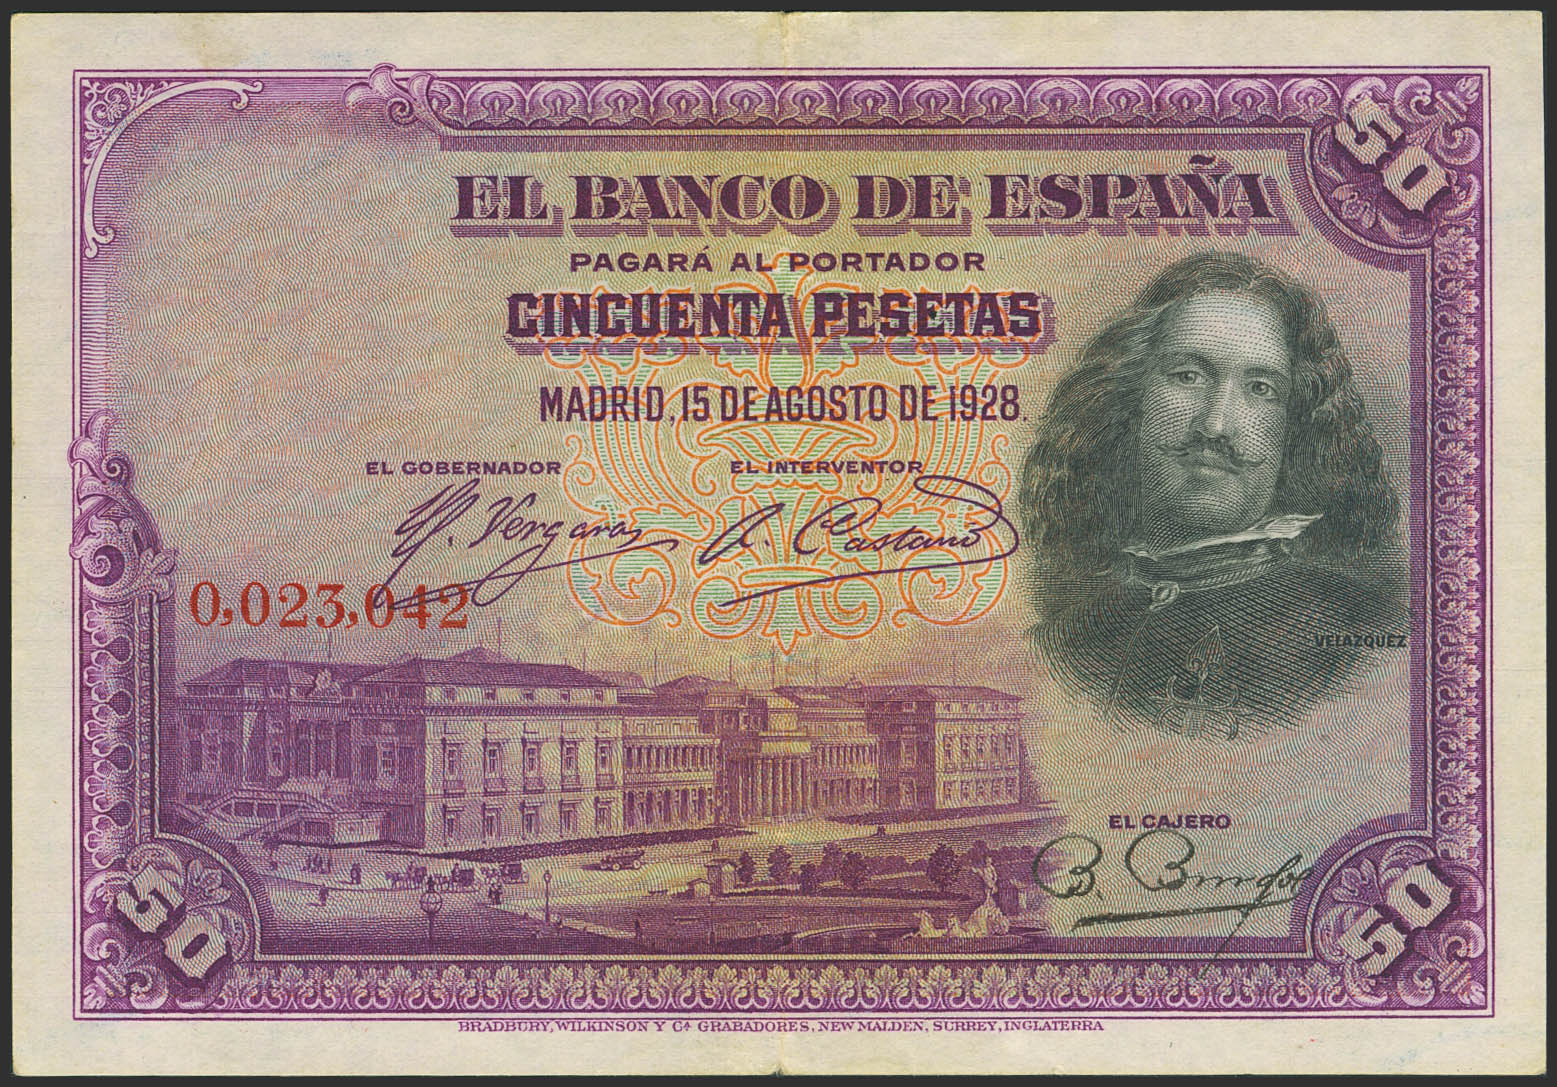 50
EL BANCO DE ESPAÑA
PAGARÁ AL PORTADOR
CINCUENTA PESETAS
MADRID, 15 DE AGOSTO DE 1928.
EL GOBERNADOR
EL INTERVENTOR
0,023,042
VELAZQUEZ
EL CAJERO
50
50
BRADBURY, WILKINSON Y Cª GRABADORES, NEW MALDEN, SURREY, INGLATERRA